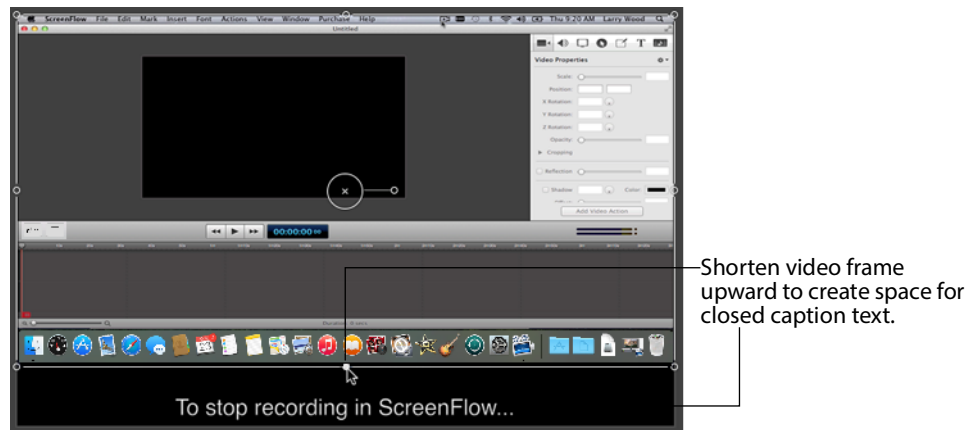 ScreenFlow File Edit Mark Insert Font Actions View Window Purchase Help Thu 9:20 AM Larry Wood
Untitled
Video Properties
Scale:
Position:
X Rotation:
Y Rotation:
Z Rotation:
Opacity:
Cropping
Reflection
Shadow Color:
Add Video Action
00:00:00
Shorten video frame
upward to create space for
closed caption text.
To stop recording in ScreenFlow...